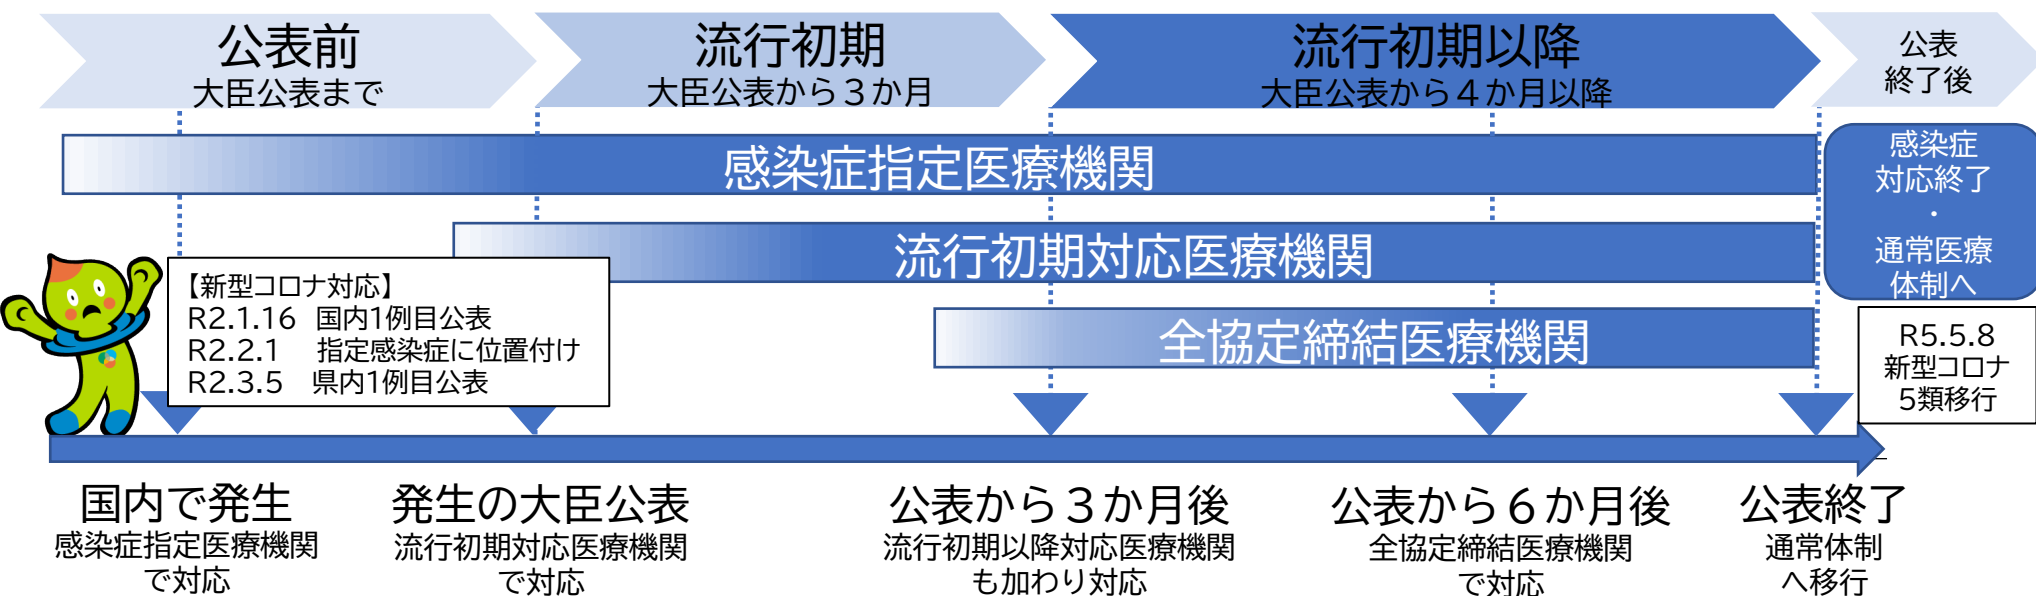 公表前
大臣公表まで
流行初期
大臣公表から３か月
流行初期以降
大臣公表から４か月以降
公表
終了後
感染症指定医療機関
流行初期対応医療機関
全協定締結医療機関
感染症
対応終了
・
通常医療
体制へ
【新型コロナ対応】
R2.1.16 国内1例目公表
R2.2.1 指定感染症に位置付け
R2.3.5 県内1例目公表
R5.5.8
新型コロナ
5類移行
国内で発生
感染症指定医療機関
で対応
発生の大臣公表
流行初期対応医療機関
で対応
公表から３か月後
流行初期以降対応医療機関
も加わり対応
公表から６か月後
全協定締結医療機関
で対応
公表終了
通常体制
へ移行